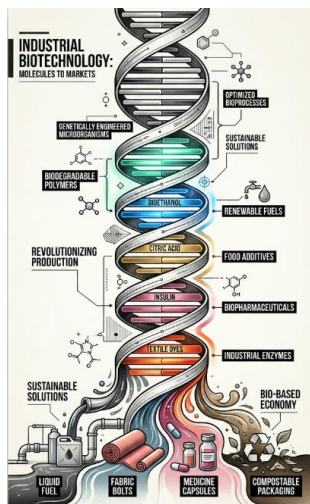 INDUSTRIAL
BIOTECHNOLOGY:
MOLECULES TO MARKETS
OPTIMIZED
BIOPROCESSES
GENETICALLY ENGINEERED
MICROORGANISMS
SUSTAINABLE
SOLUTIONS
BIODEGRADABLE
POLYMERS
BIOETHANOL
RENEWABLE FUELS
CITRIC ACID
REVOLUTIONIZING
PRODUCTION
FOOD ADDITIVES
INSULIN
OH
BIOPHARMACEUTICALS
TEXTILE DYES
INDUSTRIAL ENZYMES
SUSTAINABLE
SOLUTIONS
BIO-BASED
ECONOMY
LIQUID
FUEL
FABRIC
BOLTS
MEDICINE
CAPSULES
COMPOSTABLE
PACKAGING